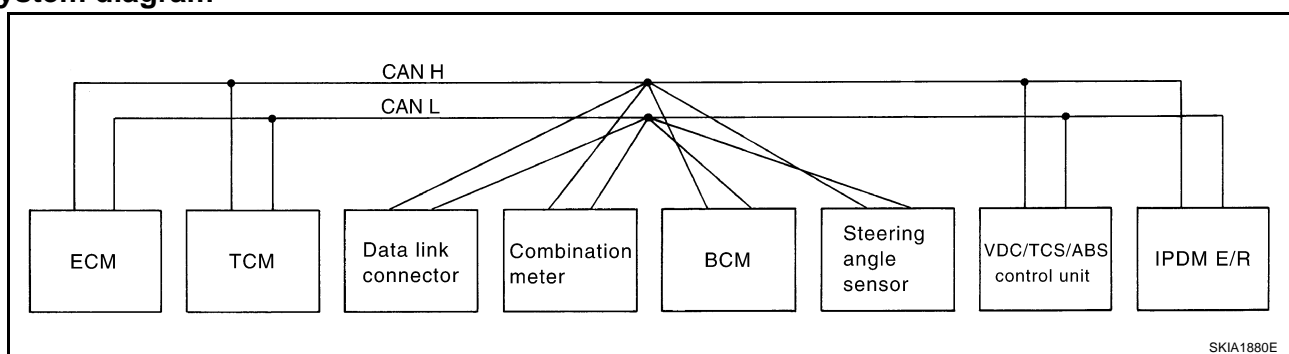 ystem diagram
CAN H
CAN L
ECM
TCM
Data link
connector
Combination
meter
BCM
Steering
angle
sensor
VDC/TCS/ABS
control unit
IPDM E/R
SKIA1880E